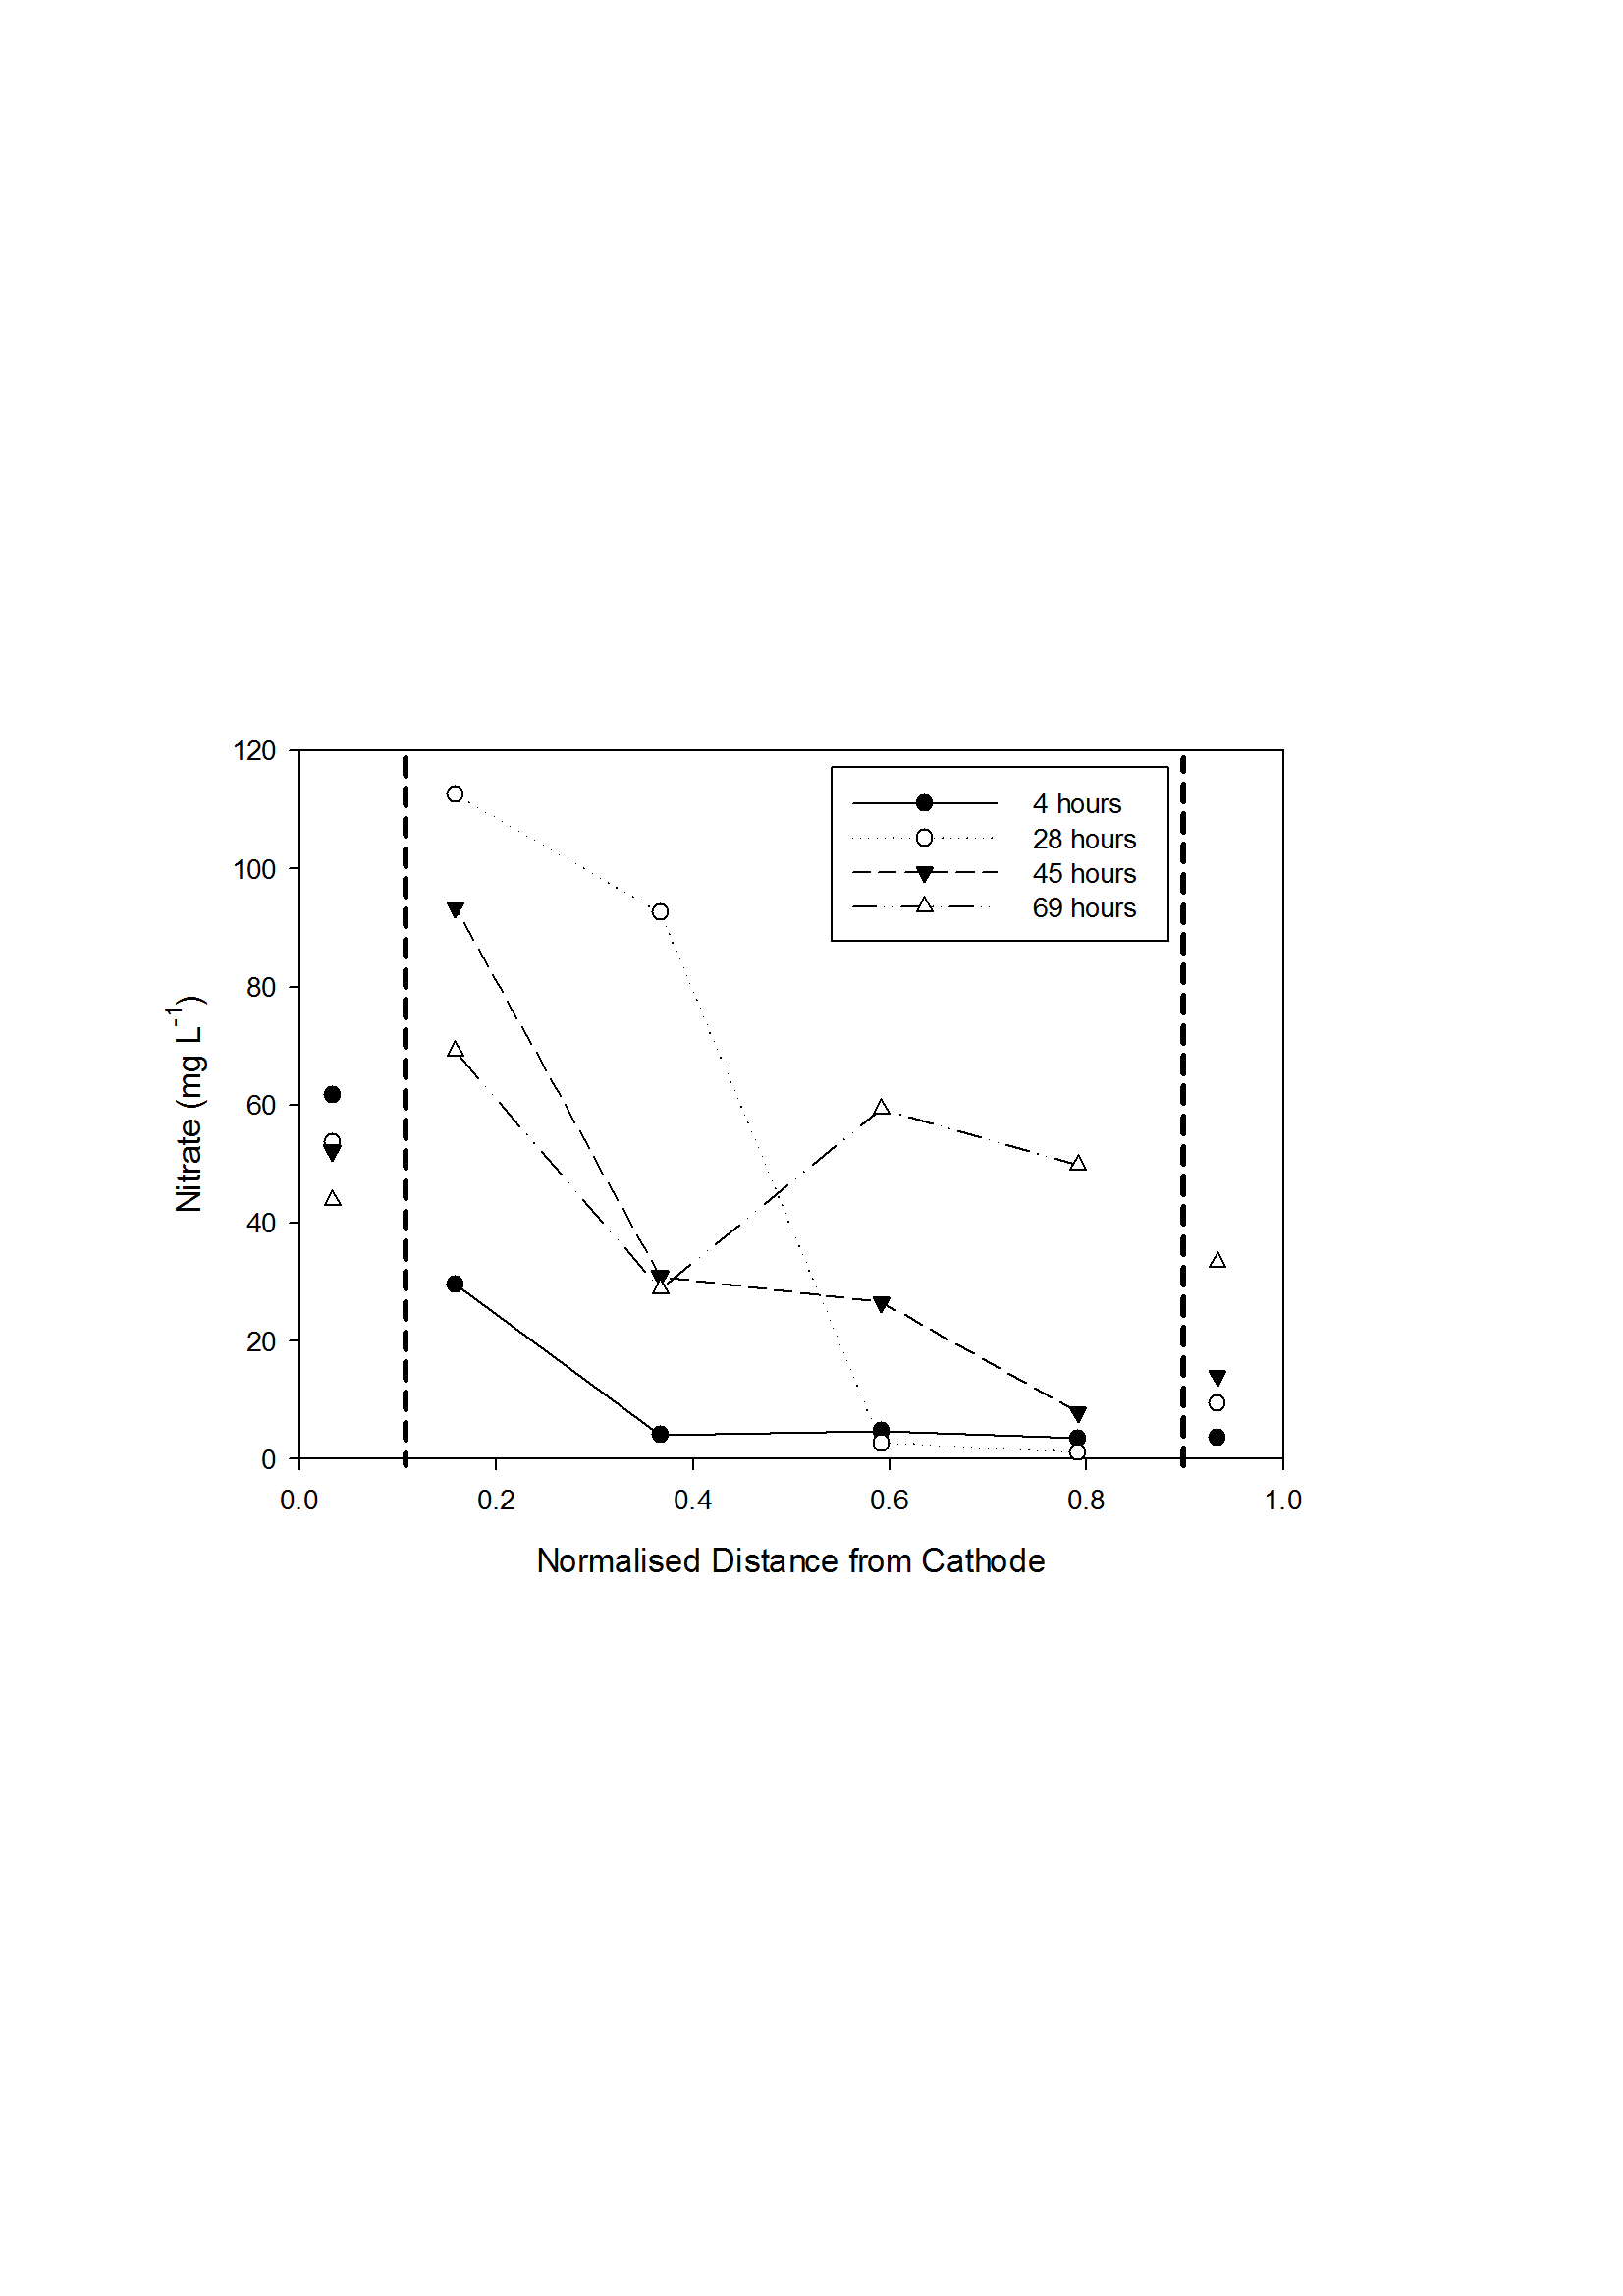 120
100
80
60
40
20
0
Nitrate (mg L-1)
4 hours
28 hours
45 hours
69 hours
0.0 0.2 0.4 0.6 0.8 1.0
Normalised Distance from Cathode